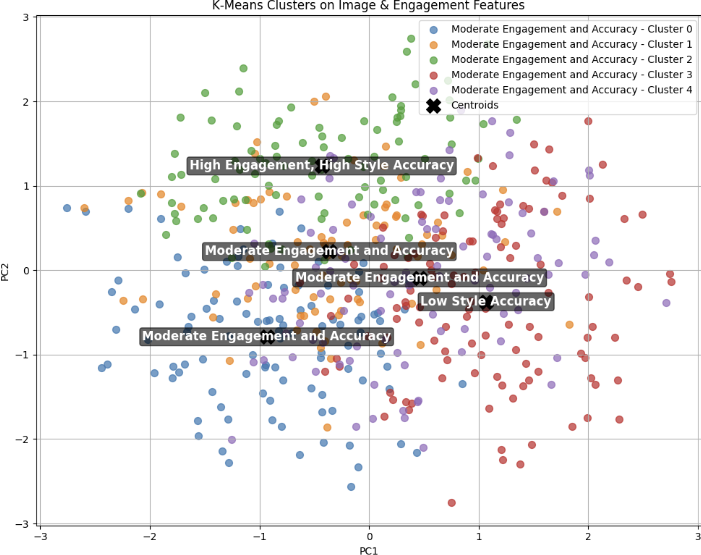 K-Means Clusters on Image & Engagement Features
Moderate Engagement and Accuracy - Cluster 0
Moderate Engagement and Accuracy - Cluster 1
Moderate Engagement and Accuracy - Cluster 2
Moderate Engagement and Accuracy - Cluster 3
Moderate Engagement and Accuracy - Cluster 4
Centroids
High Engagement, High Style Accuracy
Moderate Engagement and Accuracy
Moderate Engagement and Accuracy
Low Style Accuracy
Moderate Engagement and Accuracy
3
2
1
0
−1
−2
−3
PC2
−3 −2 −1 0 1 2 3
PC1